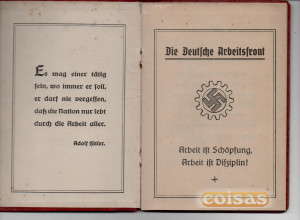 Es mag einer tätig
sein, wo immer er soll,
er darf nie vergessen,
daß die Nation nur lebt
durch die Arbeit aller.
Adolf Hitler.
Die Deutsche Arbeitsfront
Arbeit ist Schöpfung,
Arbeit ist Disziplin!
coisas